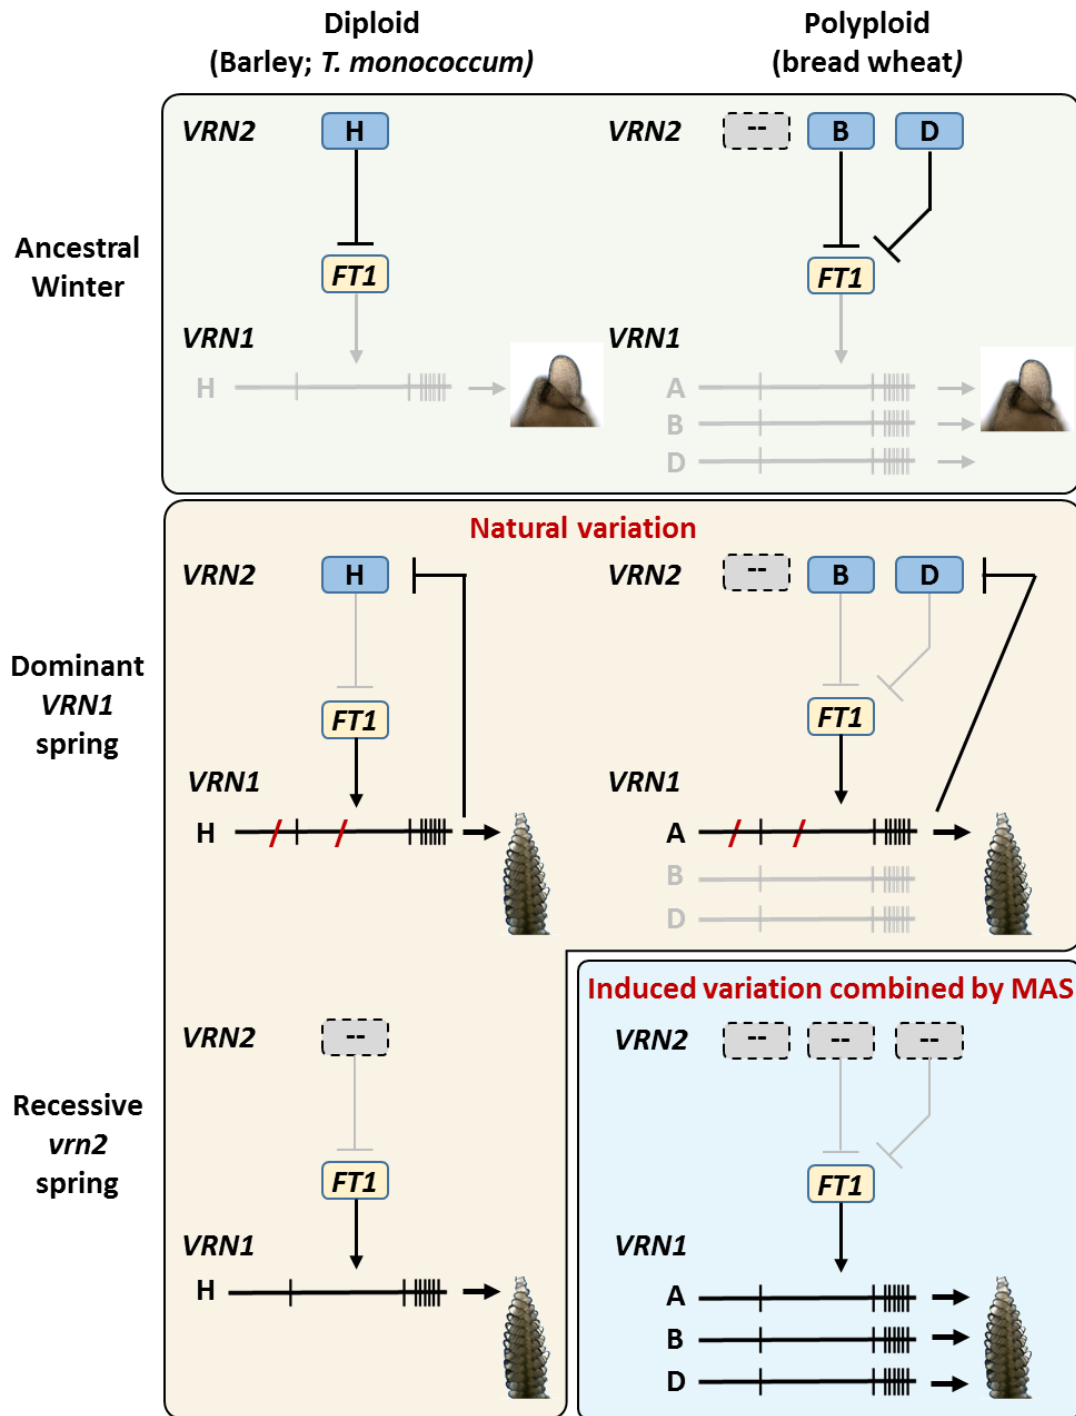 Diploid
(Barley; T. monococcum)
Polyploid
(bread wheat)
Ancestral
Winter
VRN2
H
FT1
VRN1
H
VRN2
--
B
D
FT1
VRN1
A
B
D
Natural variation
Dominant
VRN1
spring
VRN2
H
FT1
VRN1
H
VRN2
--
B
D
FT1
VRN1
A
B
D
Recessive
vrn2
spring
VRN2
--
FT1
VRN1
H
Induced variation combined by MAS
VRN2
--
--
--
FT1
VRN1
A
B
D